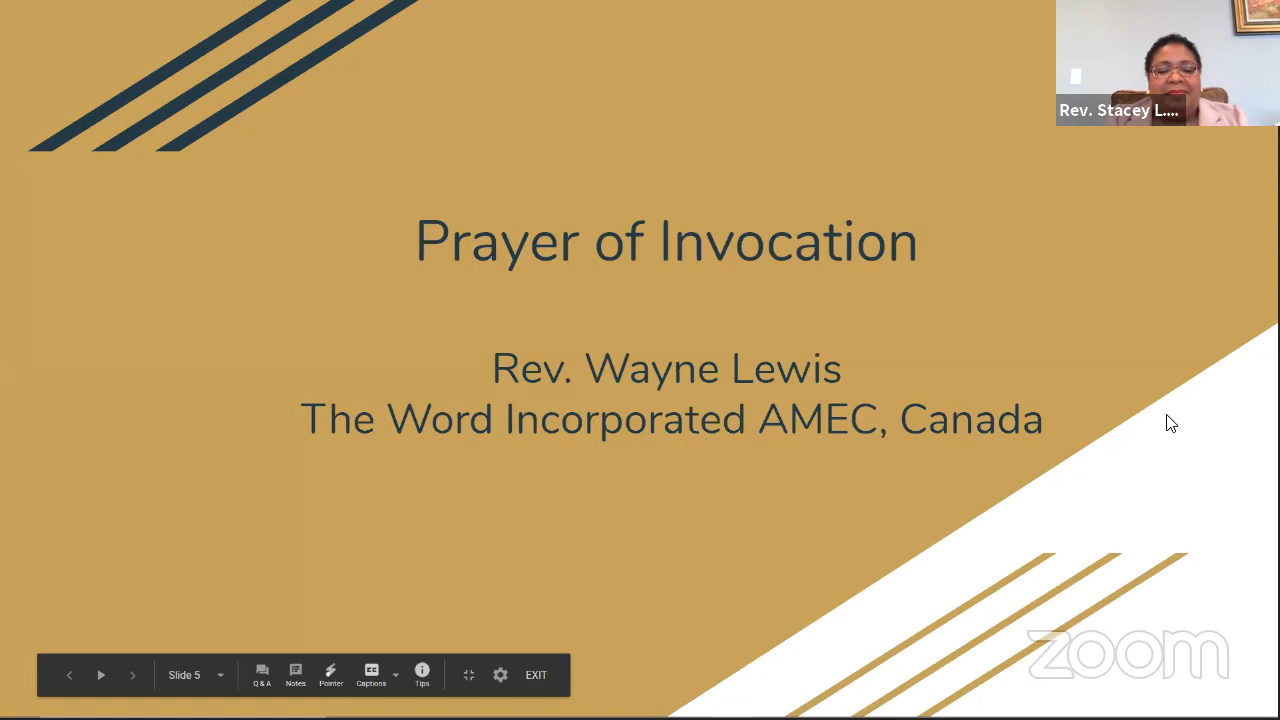 Rev. Stacey L....
Prayer of Invocation
Rev. Wayne Lewis
The Word Incorporated AMEC, Canada
zoom
Slide 5
Q & A
Notes
Pointer
CC
Captions
Tips
EXIT